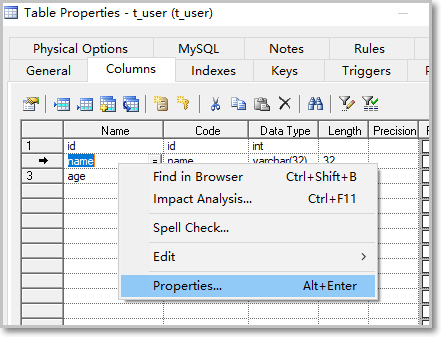 Table Properties - t_user (t_user)
Physical Options MySQL Notes Rules
General Columns Indexes Keys Triggers
Name Code Data Type Length Precision
1 id id int
name = name varchar(32) 32
3 age
Find in Browser Ctrl+Shift+B
Impact Analysis... Ctrl+F11
Spell Check...
Edit
Properties... Alt+Enter